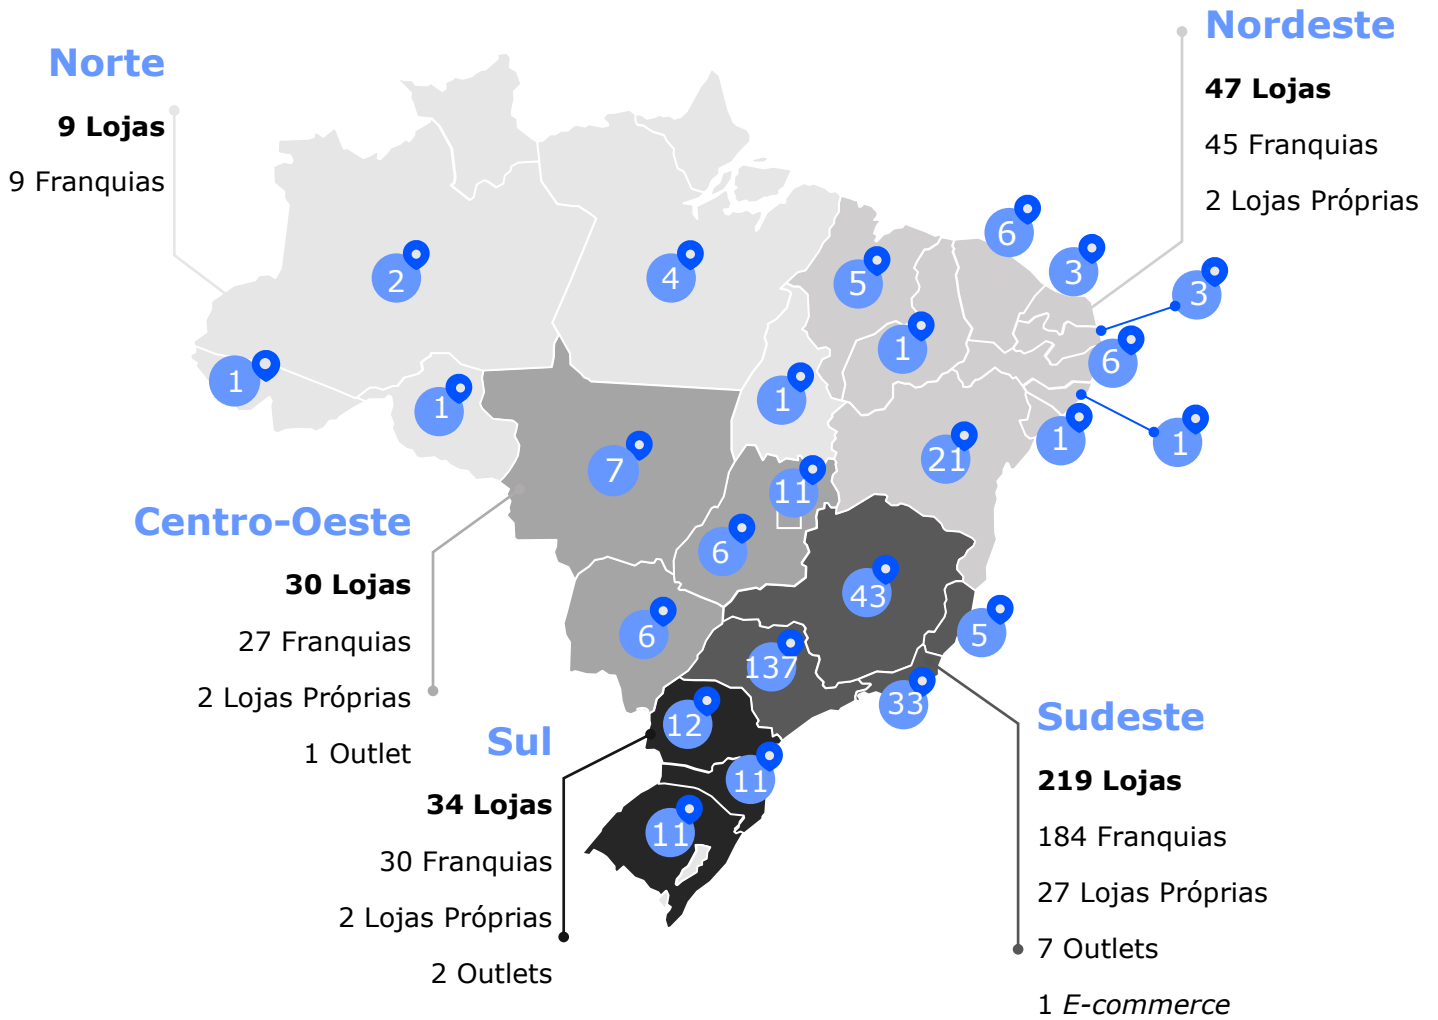 Norte
9 Lojas
9 Franquias
Nordeste
47 Lojas
45 Franquias
2 Lojas Próprias
6
3
3
2
4
5
1
6
1
1
1
1
1
21
7
11
6
43
6
5
137
33
12
11
11
Centro-Oeste
30 Lojas
27 Franquias
2 Lojas Próprias
1 Outlet
Sul
34 Lojas
30 Franquias
2 Lojas Próprias
2 Outlets
Sudeste
219 Lojas
184 Franquias
27 Lojas Próprias
7 Outlets
1 E-commerce